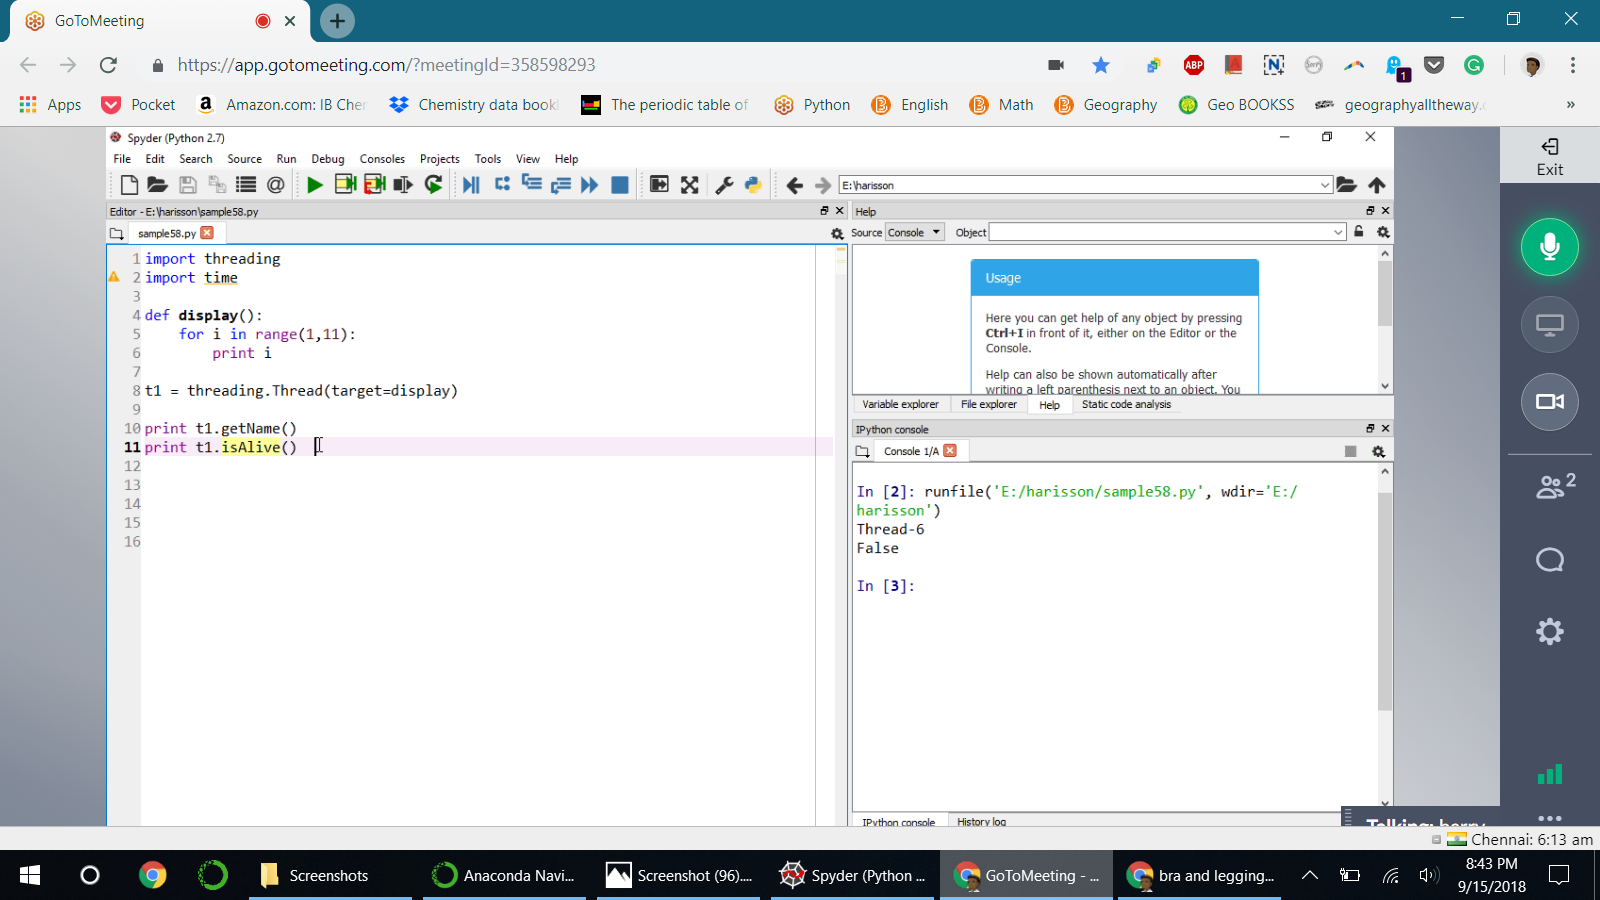 GoToMeeting
https://app.gotomeeting.com/?meetingId=358598293
ABP
N
1
G
Apps
Pocket
Amazon.com: IB Cher
Chemistry data book
The periodic table of
Python
English
Math
Geography
Geo BOOKSS
geographyalltheway.c
»
Spyder (Python 2.7)
File Edit Search Source Run Debug Consoles Projects Tools View Help
E:\harisson
Editor - E:\harisson\sample58.py
Help
sample58.py
Source Console Object
1 import threading
2 import time
3
4 def display():
5 for i in range(1,11):
6 print i
7
8 t1 = threading.Thread(target=display)
9
10 print t1.getName()
11 print t1.isAlive()
12
13
14
15
16
Usage
Here you can get help of any object by pressing
Ctrl+I in front of it, either on the Editor or the
Console.
Help can also be shown automatically after
writing a left parenthesis next to an object. You
Variable explorer File explorer Help Static code analysis
IPython console
Console 1/A
In [2]: runfile('E:/harisson/sample58.py', wdir='E:/
harisson')
Thread-6
False
In [3]:
IPython console History log
Exit
2
Talking: harry
Chennai: 6:13 am
Screenshots
Anaconda Navi...
Screenshot (96)....
Spyder (Python ...
GoToMeeting - ...
bra and legging...
8:43 PM
9/15/2018